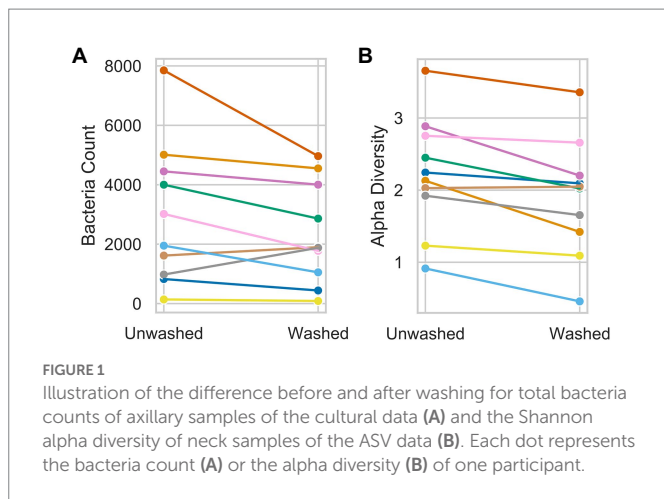 A
B
8000
6000
4000
2000
0
Bacteria Count
Unwashed
Washed
3
2
1
Alpha Diversity
Unwashed
Washed
FIGURE 1
Illustration of the difference before and after washing for total bacteria
counts of axillary samples of the cultural data (A) and the Shannon
alpha diversity of neck samples of the ASV data (B). Each dot represents
the bacteria count (A) or the alpha diversity (B) of one participant.